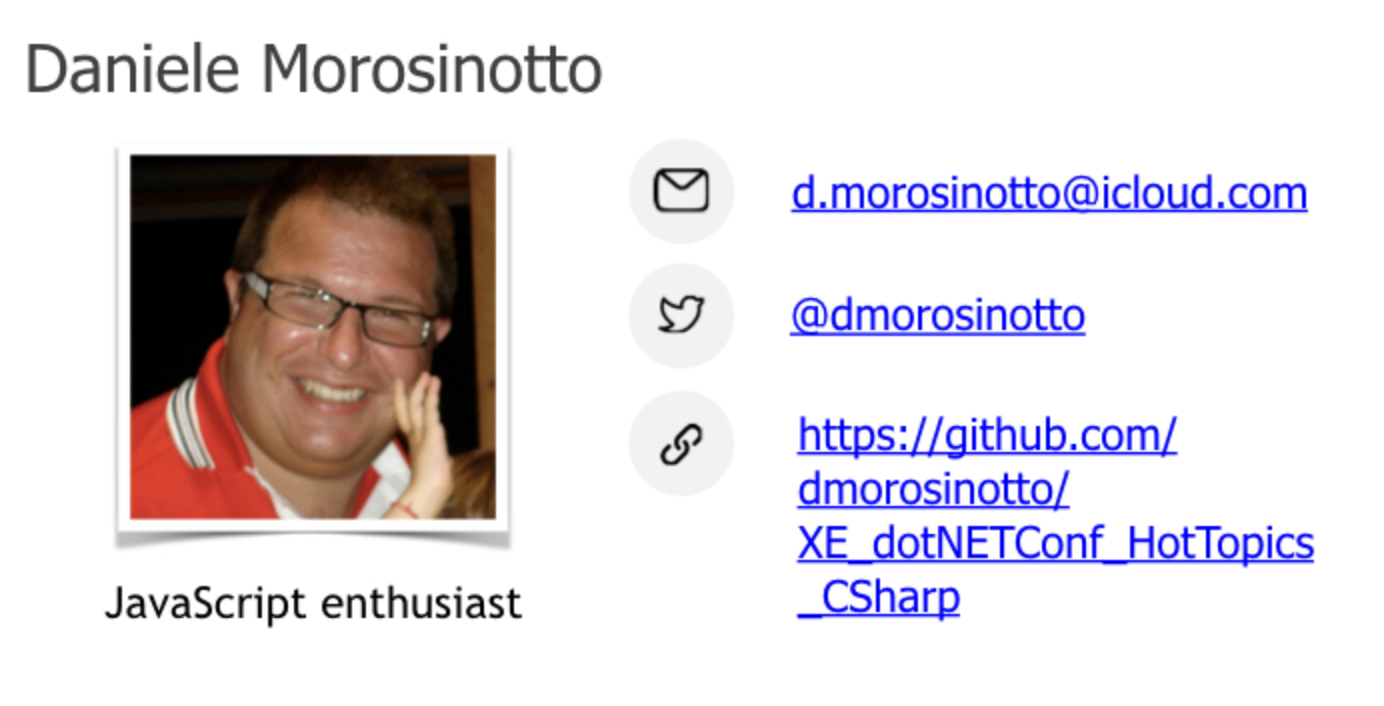 Daniele Morosinotto
d.morosinotto@icloud.com
@dmorosinotto
https://github.com/
dmorosinotto/
XE_dotNETConf_HotTopics
_CSharp
JavaScript enthusiast